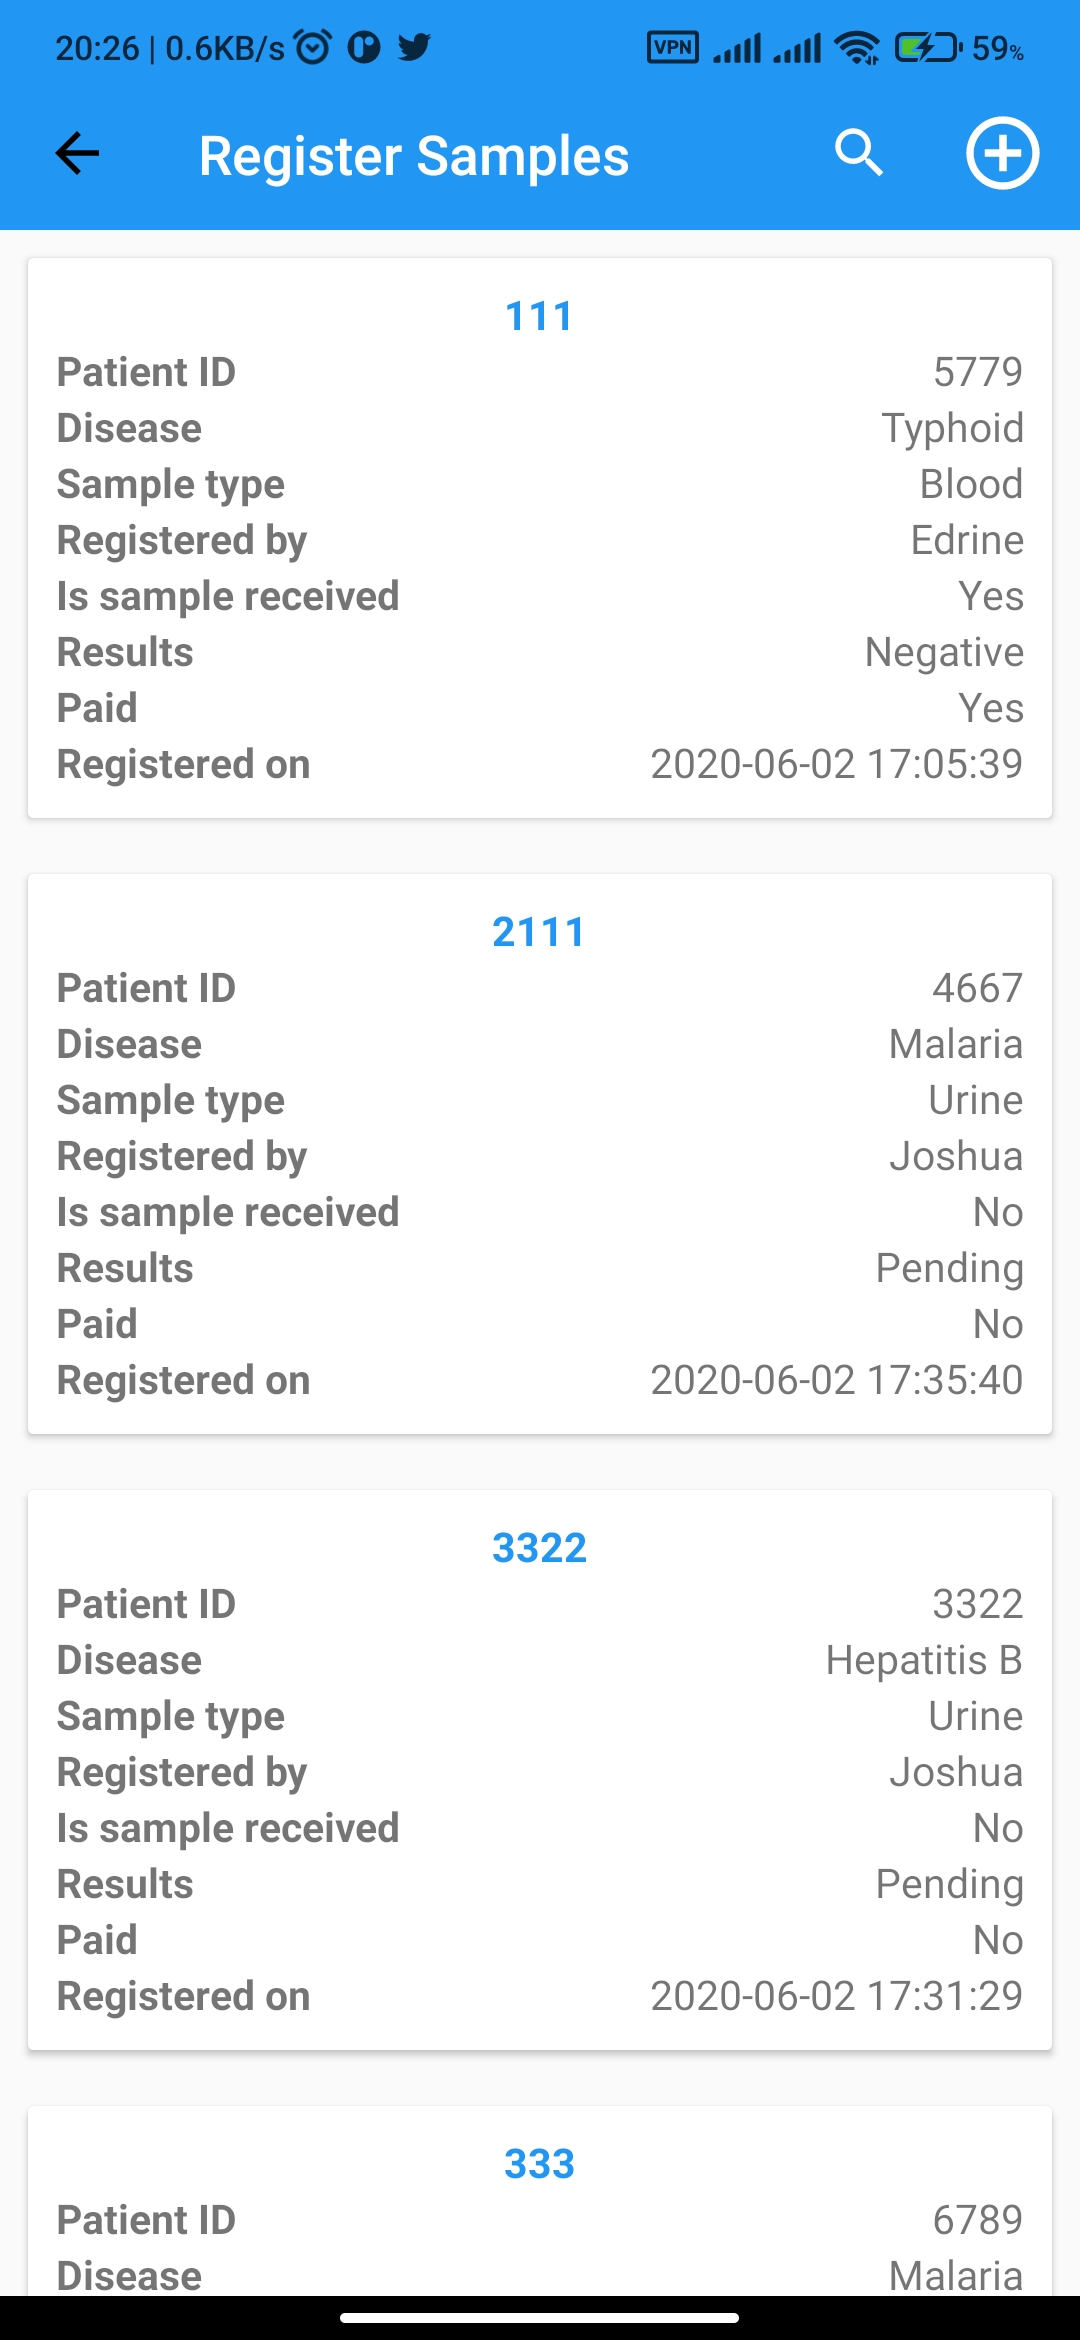 20:26 | 0.6KB/s VPN 59%
Register Samples
111
Patient ID 5779
Disease Typhoid
Sample type Blood
Registered by Edrine
Is sample received Yes
Results Negative
Paid Yes
Registered on 2020-06-02 17:05:39
2111
Patient ID 4667
Disease Malaria
Sample type Urine
Registered by Joshua
Is sample received No
Results Pending
Paid No
Registered on 2020-06-02 17:35:40
3322
Patient ID 3322
Disease Hepatitis B
Sample type Urine
Registered by Joshua
Is sample received No
Results Pending
Paid No
Registered on 2020-06-02 17:31:29
333
Patient ID 6789
Disease Malaria